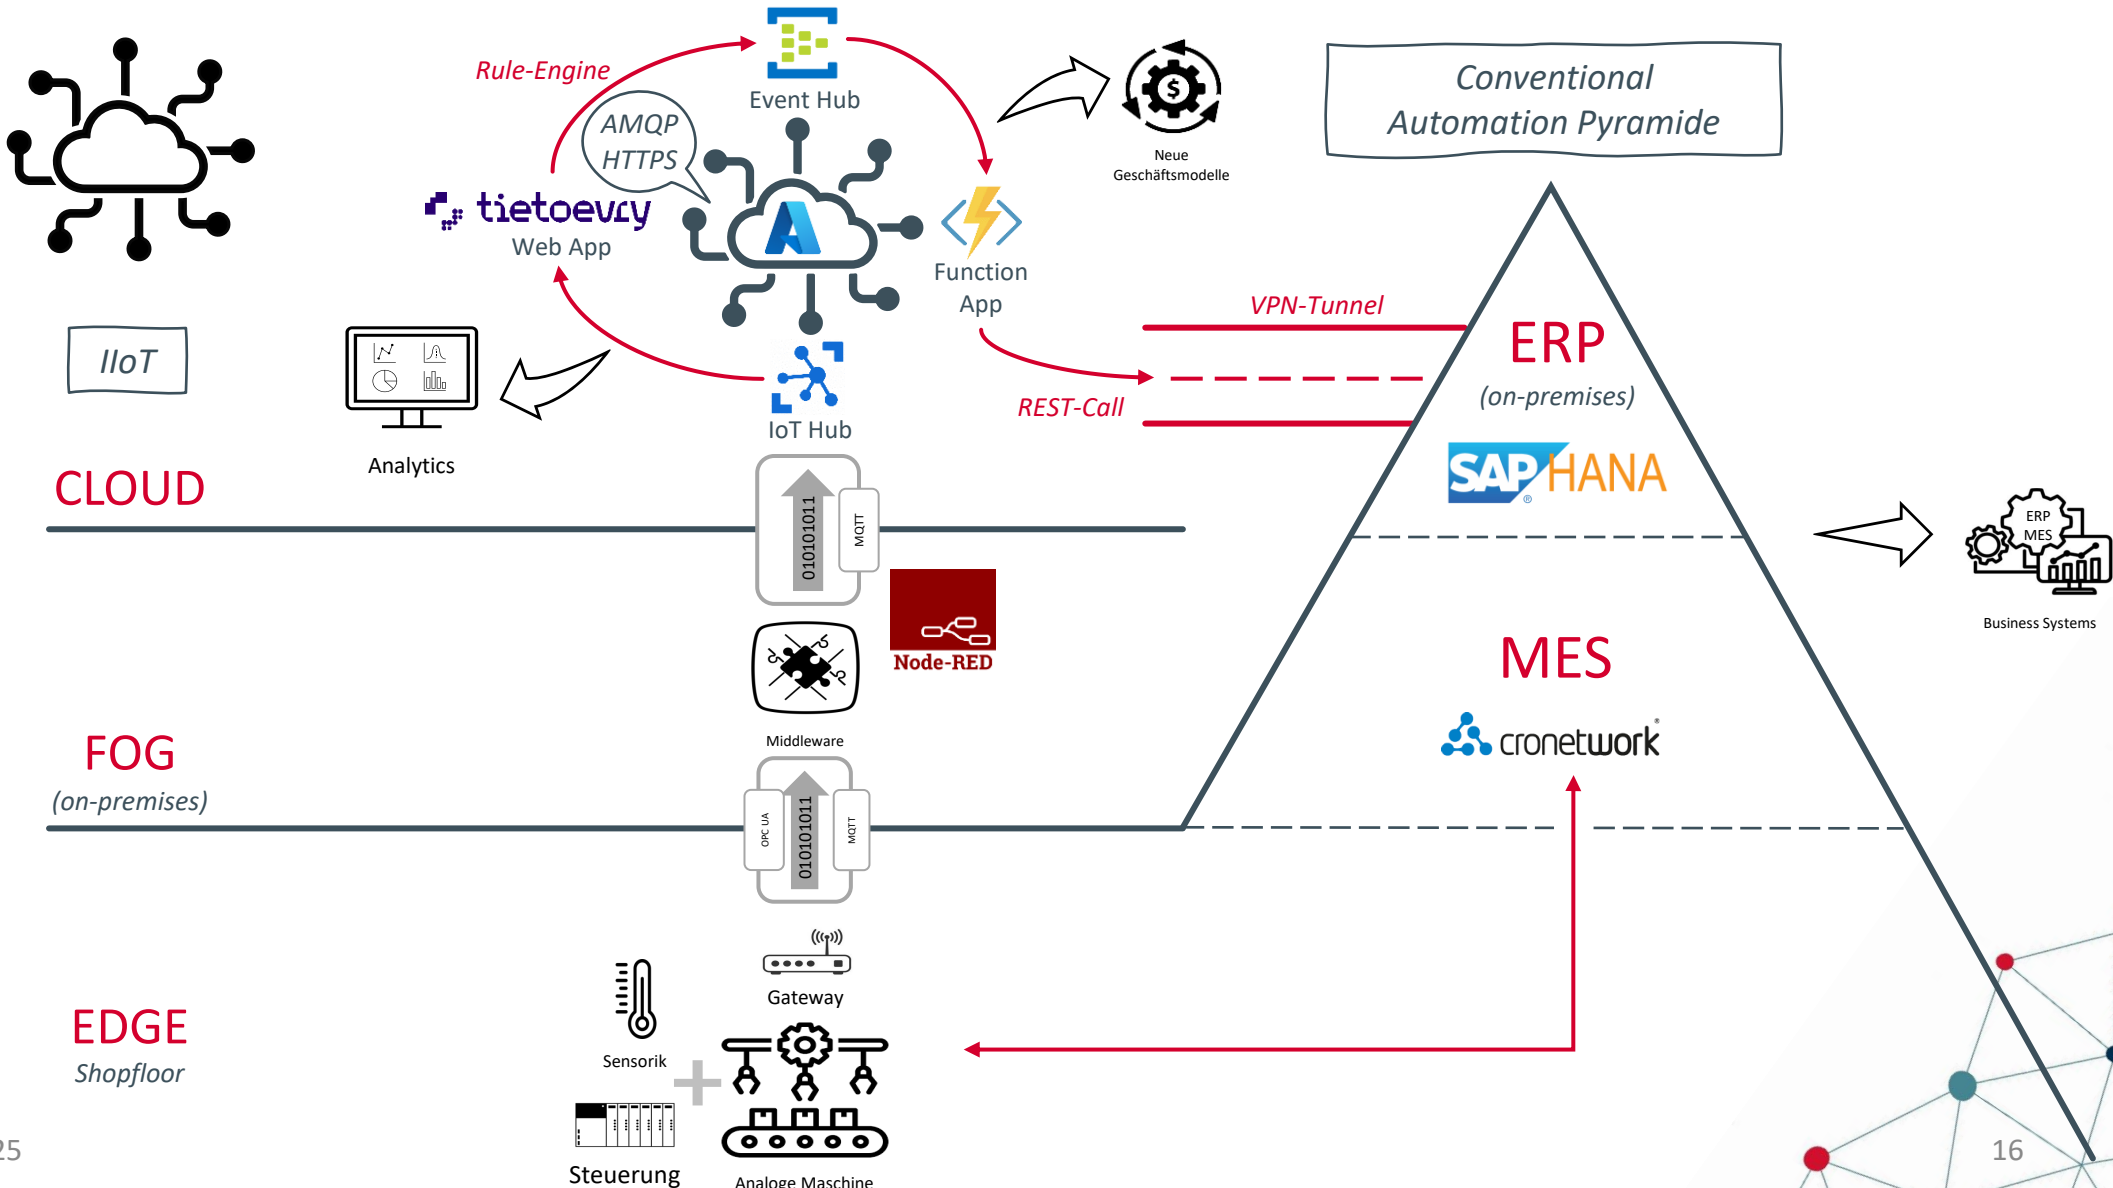 Rule-Engine
Event Hub
AMQP
HTTPS
Neue
Geschäftsmodelle
Conventional
Automation Pyramide
tietoevry
Web App
Function
App
IIoT
VPN-Tunnel
REST-Call
ERP
(on-premises)
SAP HANA
®
IoT Hub
Analytics
CLOUD
010101011
MQTT
ERP
MES
Business Systems
Node-RED
Middleware
MES
cronetwork®
FOG
(on-premises)
OPC UA
010101011
MQTT
Gateway
Sensorik
EDGE
Shopfloor
Steuerung
Analoge Maschine
25
16